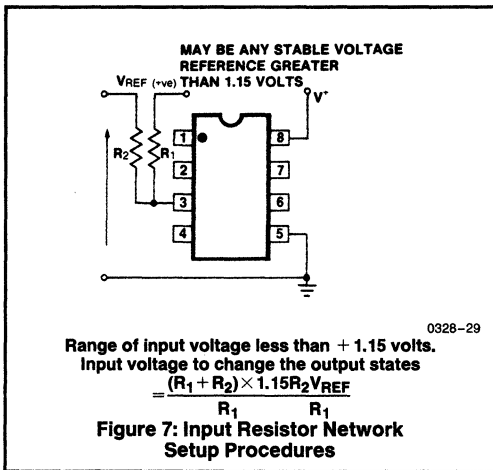 MAY BE ANY STABLE VOLTAGE
REFERENCE GREATER
THAN 1.15 VOLTS
VREF (+ve)
V+
R2
R1
1
8
2
7
3
6
4
5
0328-29
Range of input voltage less than + 1.15 volts.
Input voltage to change the output states
= (R1 + R2) × 1.15R2VREF
R1 R1
Figure 7: Input Resistor Network
Setup Procedures